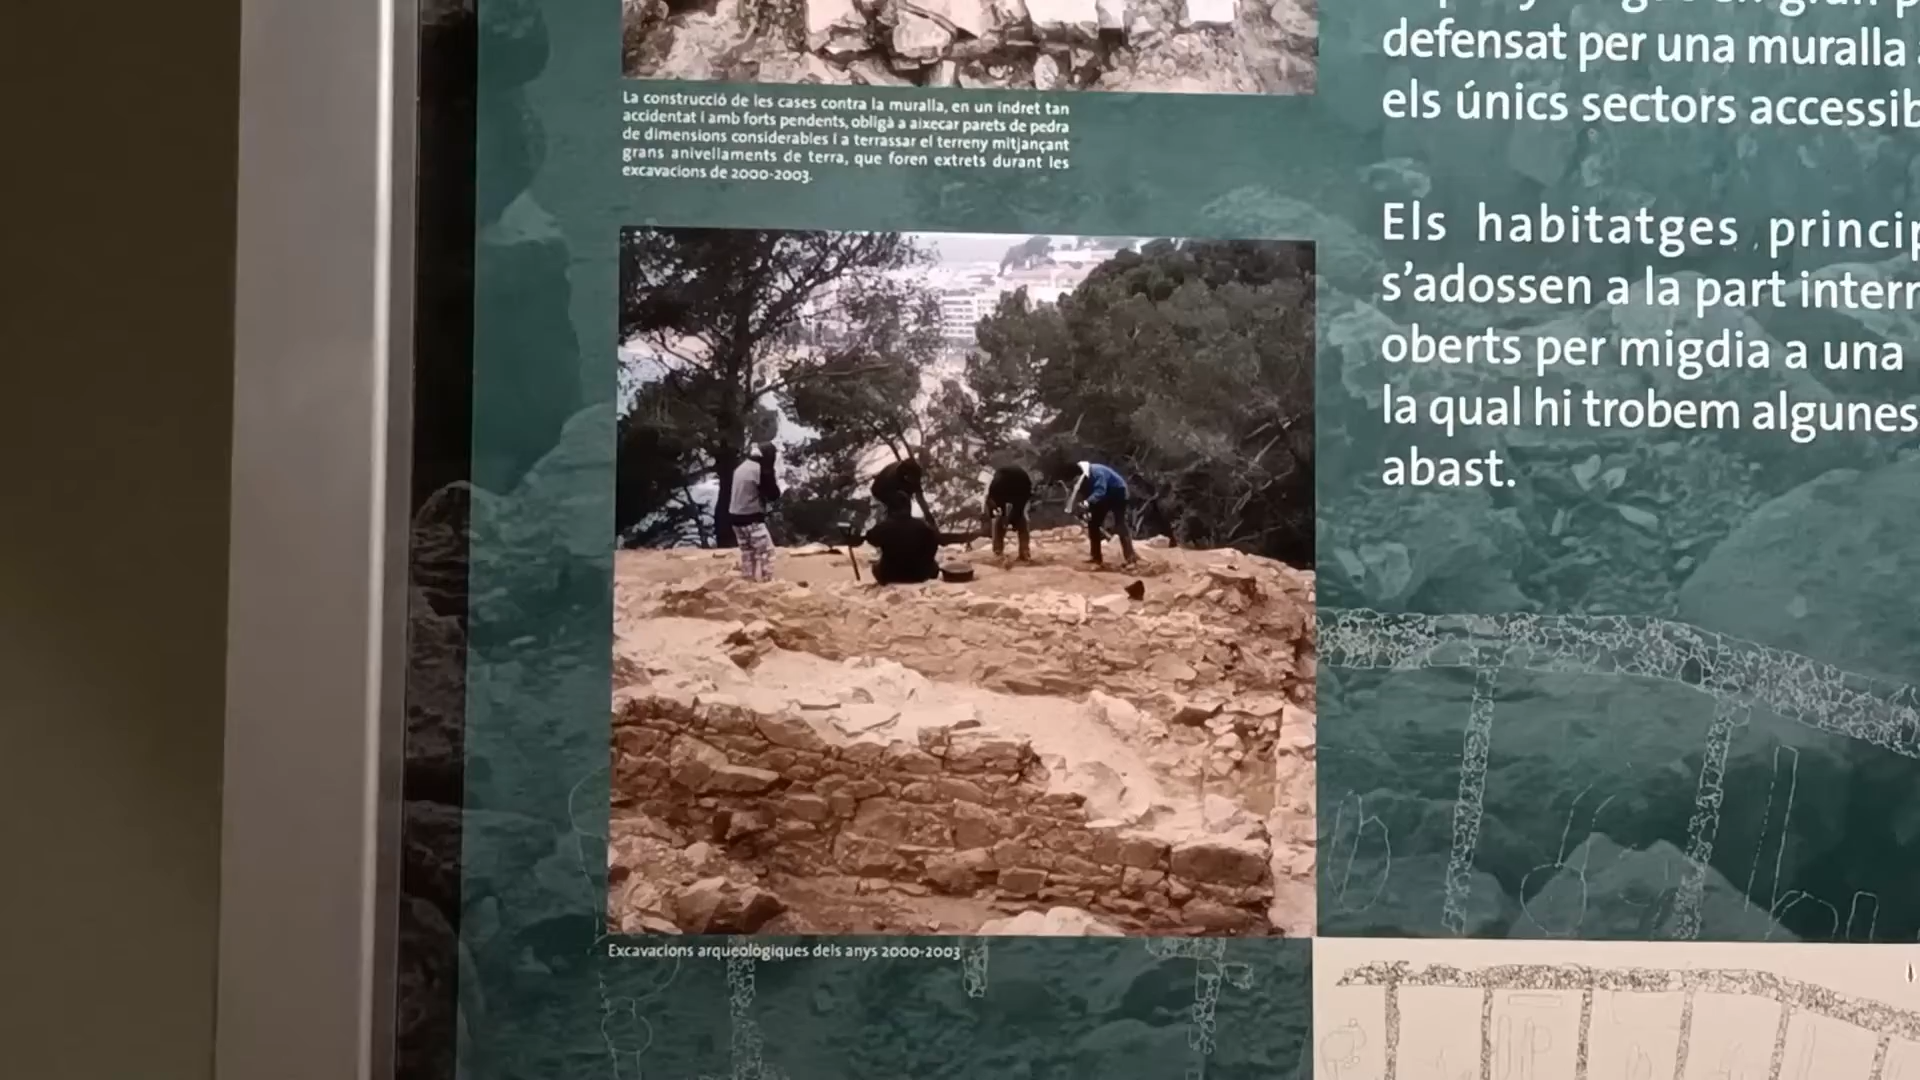 La construcció de les cases contra la muralla, en un indret tan
accidentat i amb forts pendents, obligà a aixecar parets de pedra
de dimensions considerables i a terrassar el terreny mitjançant
grans anivellaments de terra, que foren extrets durant les
excavacions de 2000-2003.
Excavacions arqueològiques dels anys 2000-2003
defensat per una muralla
els únics sectors
Els habitatges
s'adossen a la part
oberts per migdia a una
la qual hi trobem algunes
abast.